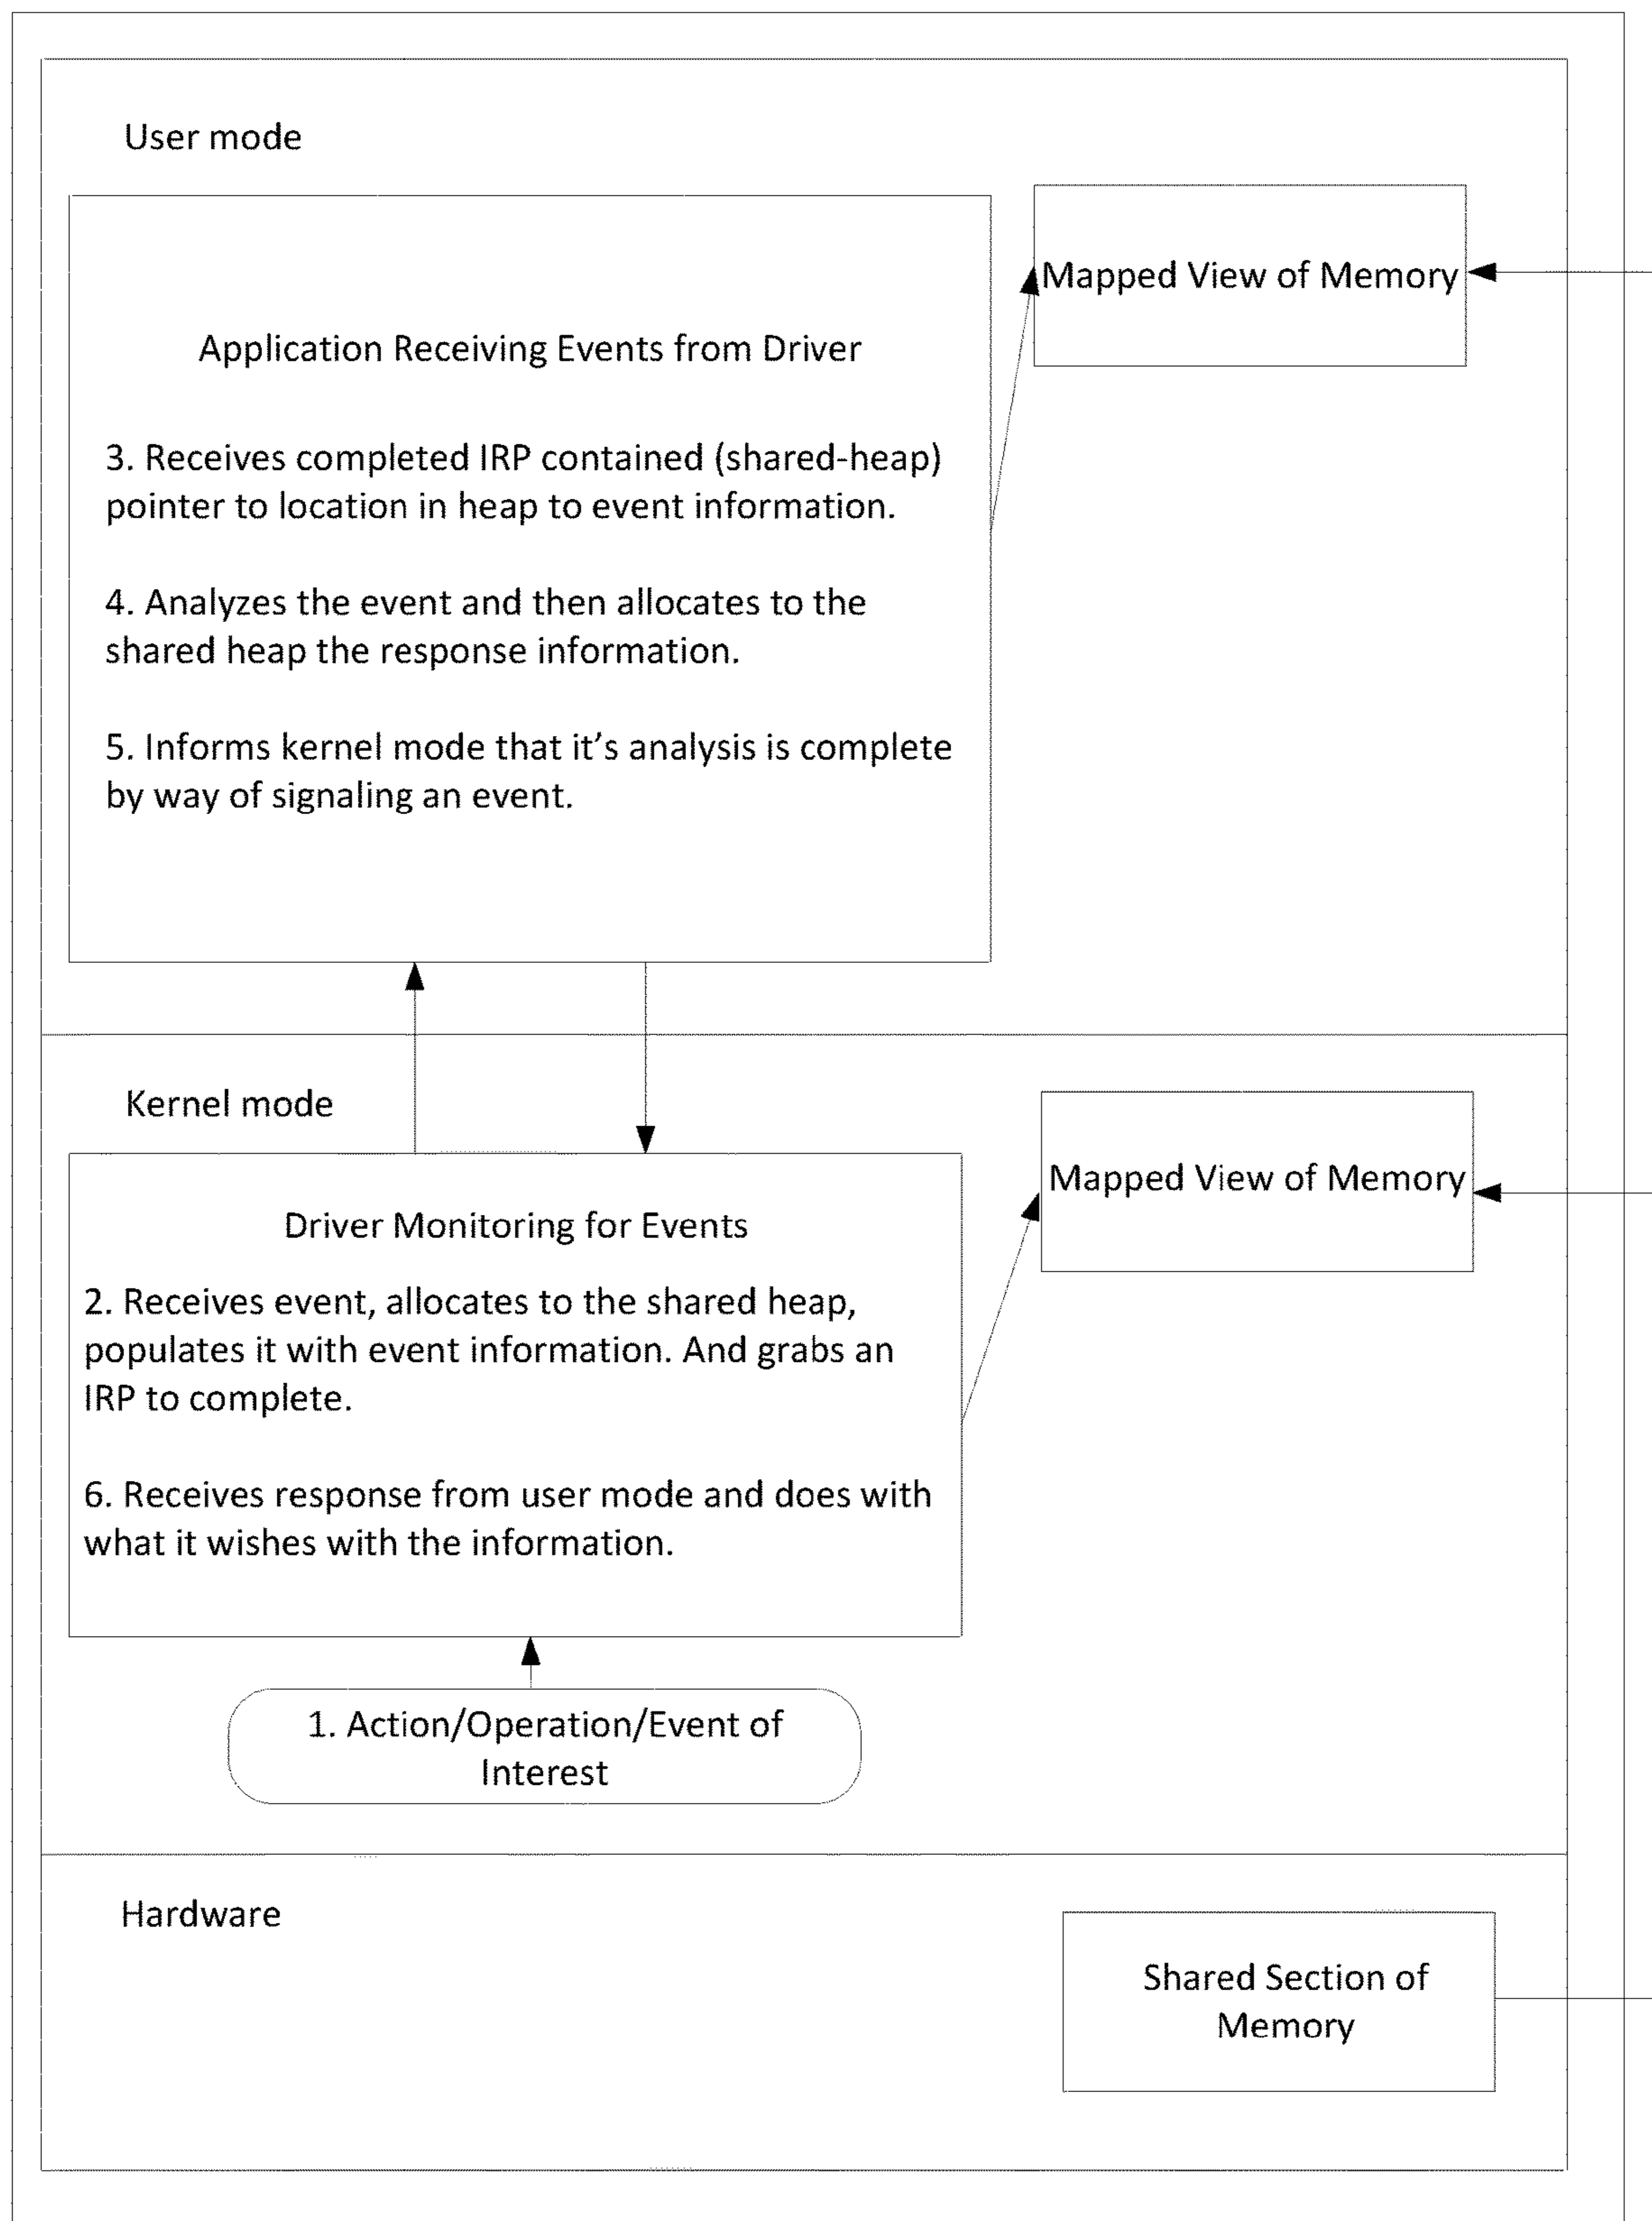 User mode
Mapped View of Memory
Application Receiving Events from Driver
3. Receives completed IRP contained (shared-heap)
pointer to location in heap to event information.
4. Analyzes the event and then allocates to the
shared heap the response information.
5. Informs kernel mode that it’s analysis is complete
by way of signaling an event.
Kernel mode
Mapped View of Memory
Driver Monitoring for Events
2. Receives event, allocates to the shared heap,
populates it with event information. And grabs an
IRP to complete.
6. Receives response from user mode and does with
what it wishes with the information.
1. Action/Operation/Event of
Interest
Hardware
Shared Section of
Memory